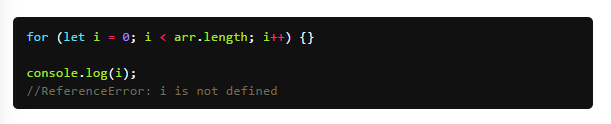 for (let i = 0; i < arr.length; i++) {}
console.log(i);
//ReferenceError: i is not defined